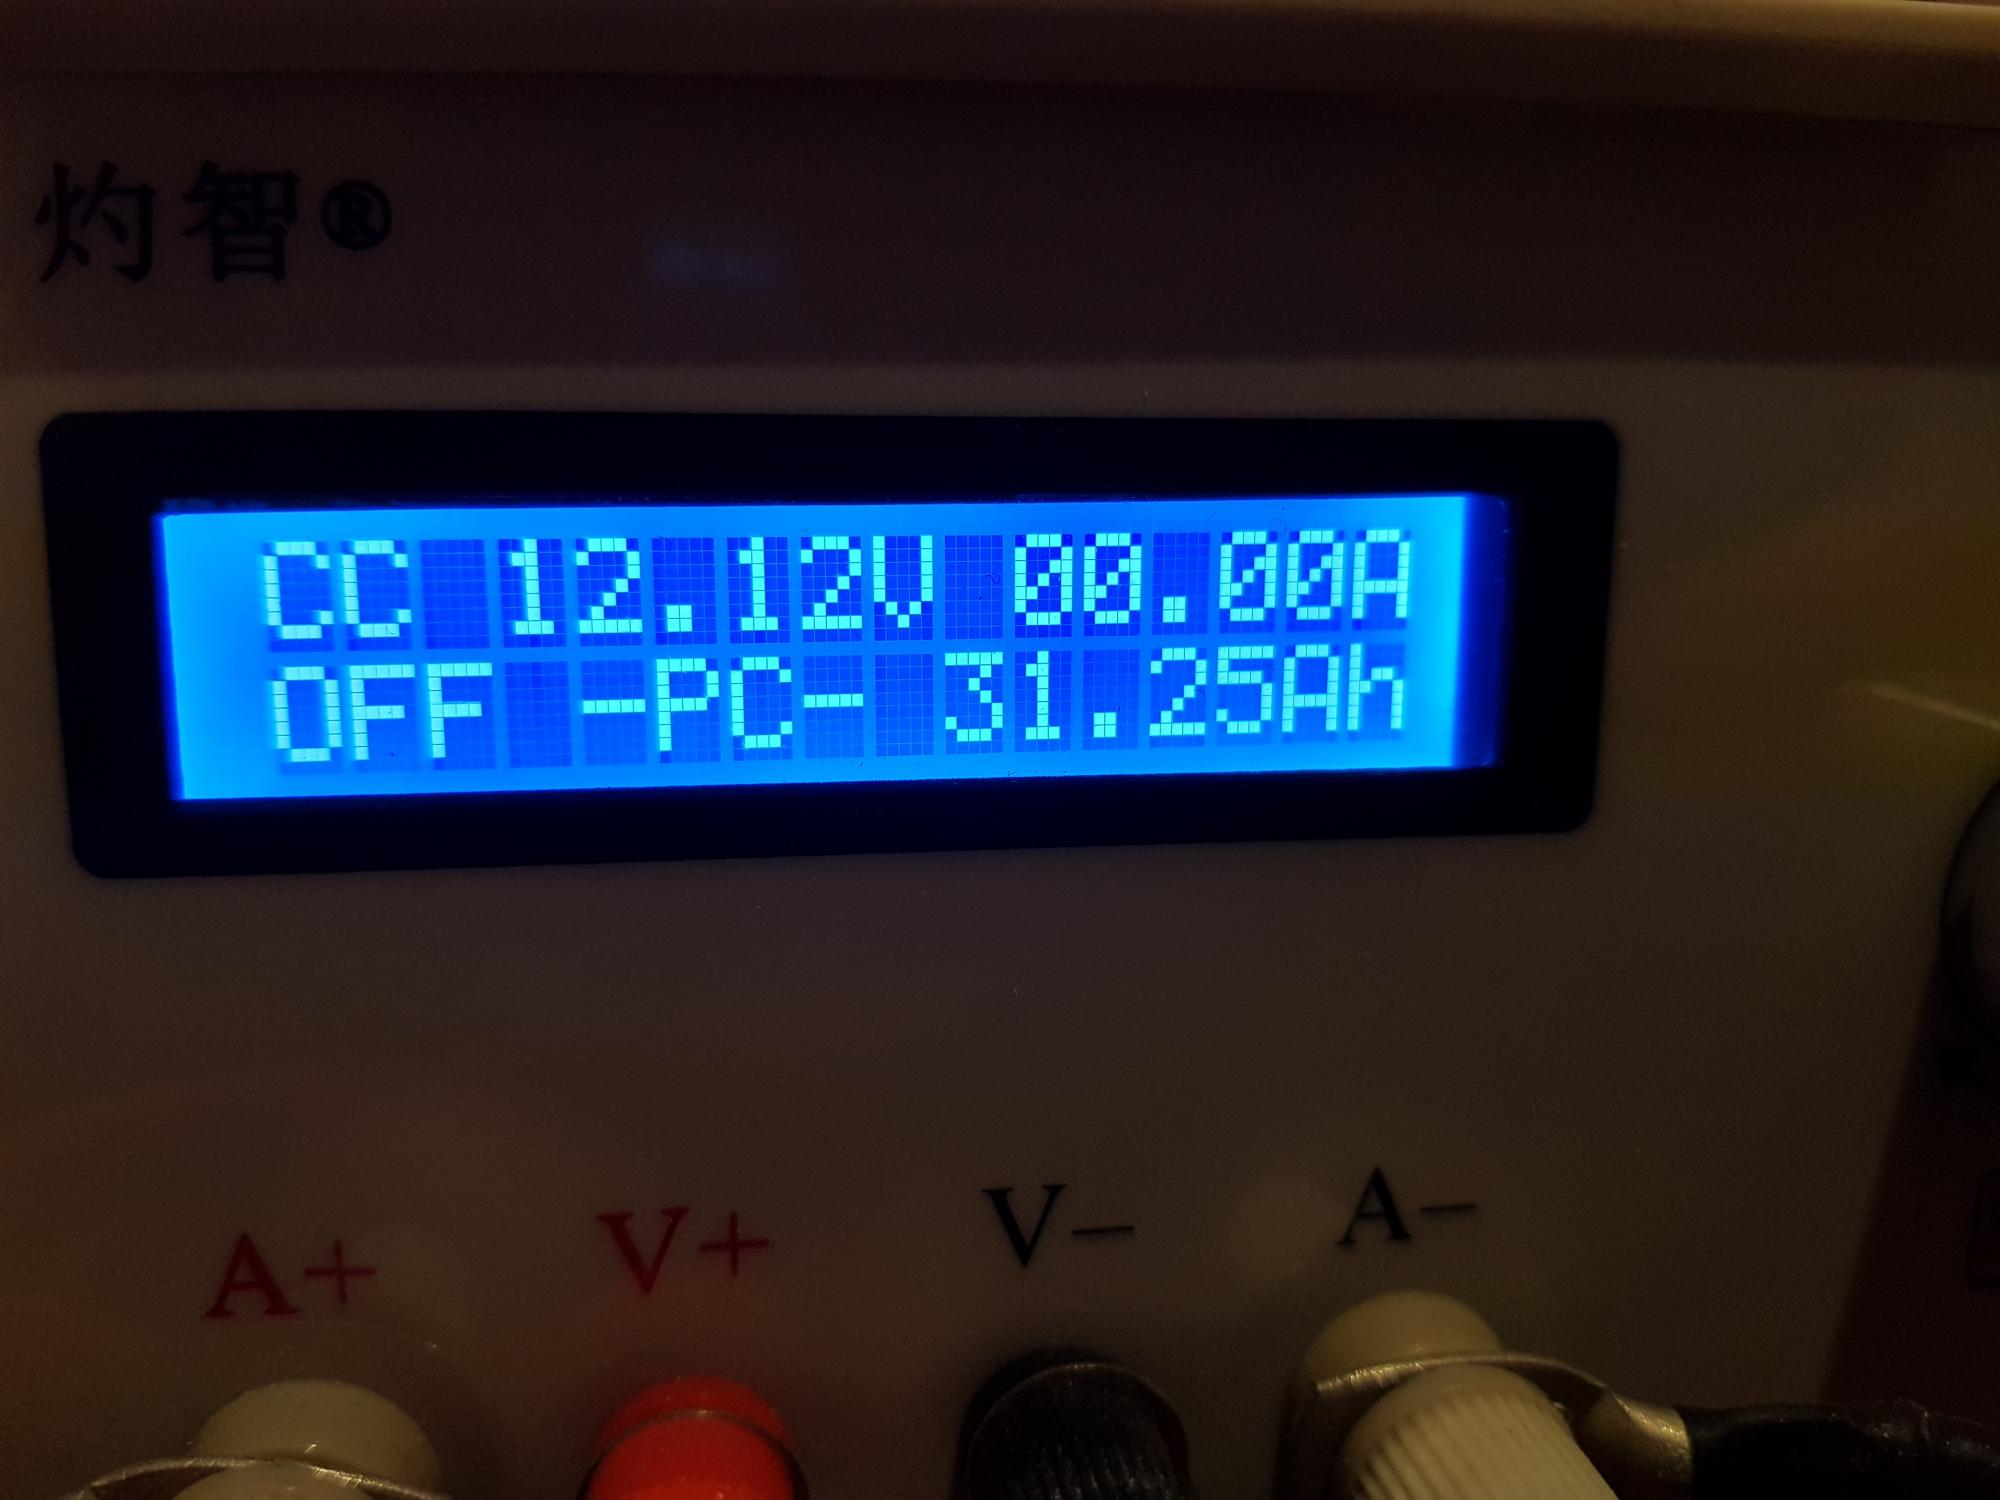 灼智®
CC 12.12V 00.00A
OFF -PC- 31.25Ah
A+ V+ V− A−